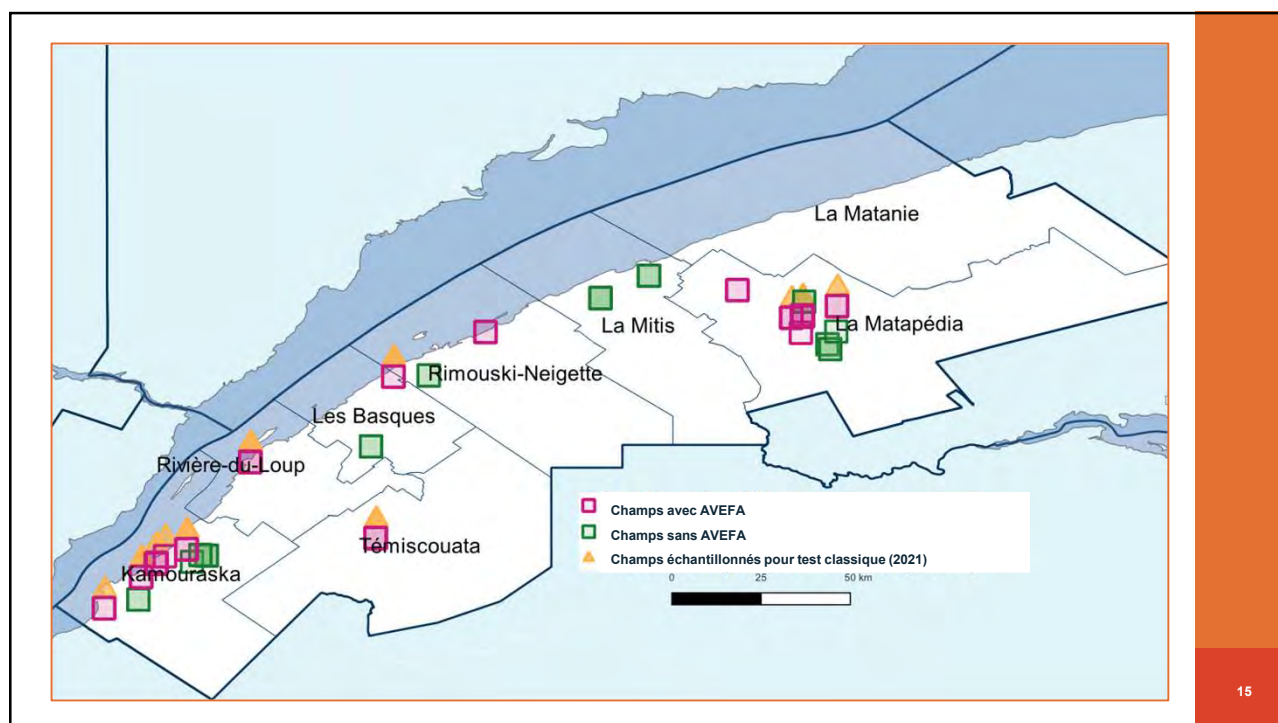 La Matanie
La Mitis
La Matapédia
Rimouski-Neigette
Les Basques
Rivière-du-Loup
Témiscouata
Kamouraska
Champs avec AVEFA
Champs sans AVEFA
Champs échantillonnés pour test classique (2021)
0 25 50 km
15